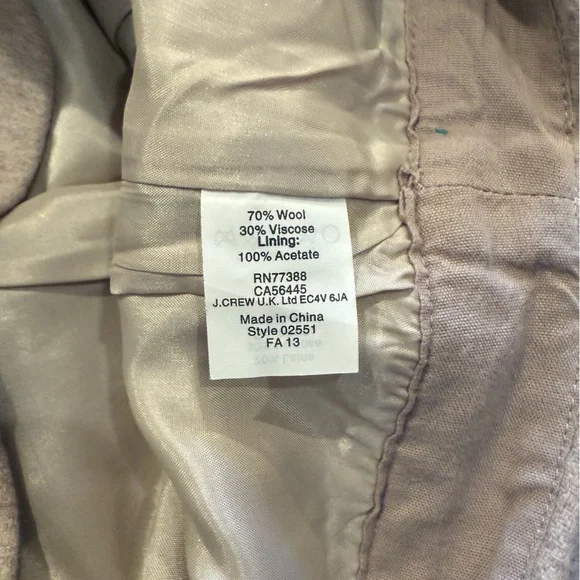 70% Wool
30% Viscose
Lining:
100% Acetate
RN77388
CA56445
J.CREW U.K. Ltd EC4V 6JA
Made in China
Style 02551
FA 13